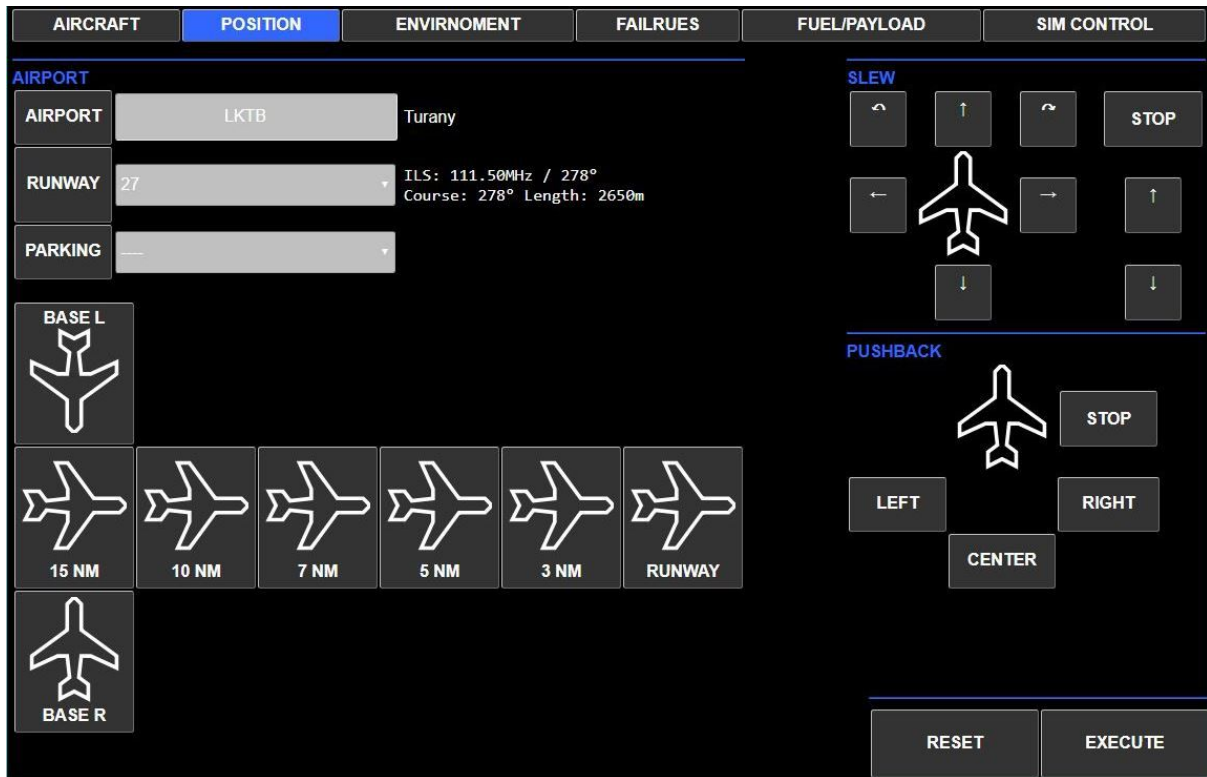 AIRCRAFT POSITION ENVIRNOMENT FAILRUES FUEL/PAYLOAD SIM CONTROL
AIRPORT
AIRPORT LKTB Turany
RUNWAY 27 ILS: 111.50MHz / 278°
Course: 278° Length: 2650m
PARKING ----
BASE L
15 NM 10 NM 7 NM 5 NM 3 NM RUNWAY
BASE R
SLEW
↶ ↑ ↷ STOP
← → ↑
↓ ↓
PUSHBACK
STOP
LEFT RIGHT
CENTER
RESET EXECUTE